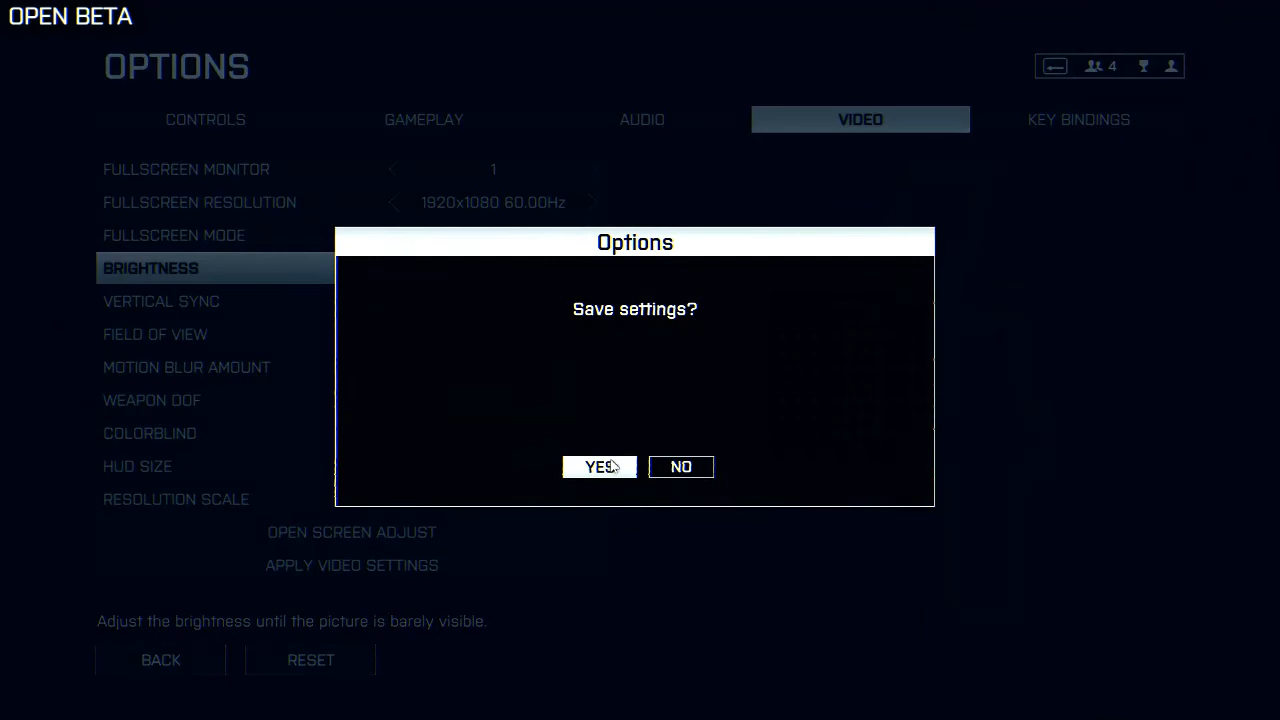 OPEN BETA
OPTIONS
4
CONTROLS GAMEPLAY AUDIO VIDEO KEY BINDINGS
FULLSCREEN MONITOR 1
FULLSCREEN RESOLUTION 1920x1080 60.00Hz
FULLSCREEN MODE
Options
BRIGHTNESS
VERTICAL SYNC
Save settings?
FIELD OF VIEW
MOTION BLUR AMOUNT
WEAPON DOF
COLORBLIND
HUD SIZE
YES NO
RESOLUTION SCALE
OPEN SCREEN ADJUST
APPLY VIDEO SETTINGS
Adjust the brightness until the picture is barely visible.
BACK RESET